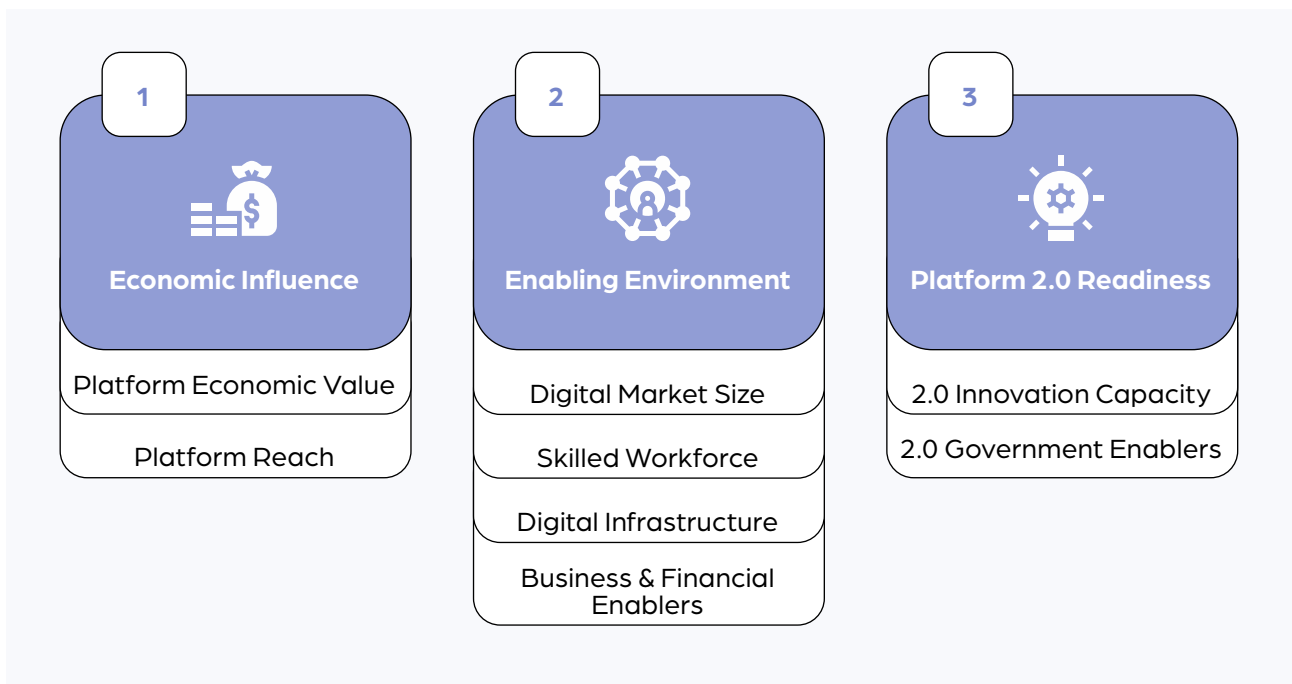 1
Economic Influence
Platform Economic Value
Platform Reach
2
Enabling Environment
Digital Market Size
Skilled Workforce
Digital Infrastructure
Business & Financial
Enablers
3
Platform 2.0 Readiness
2.0 Innovation Capacity
2.0 Government Enablers